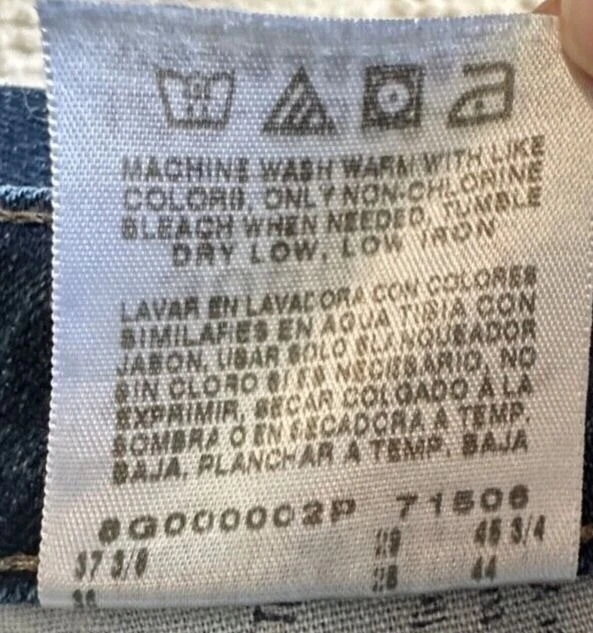 MACHINE WASH WARM WITH LIKE
COLORS, ONLY NON-CHLORINE
BLEACH WHEN NEEDED, TUMBLE
DRY LOW, LOW IRON
LAVAR EN LAVADORA CON COLORES
SIMILARES EN AGUA TIBIA CON
JABON, USAR SOLO BLANQUEADOR
SIN CLORO SI ES NECESARIO, NO
EXPRIMIR, SECAR COLGADO A LA
SOMBRA O EN SECADORA A TEMP.
BAJA, PLANCHAR A TEMP. BAJA
8G000002P 71506
37 3/8 45 3/4
44